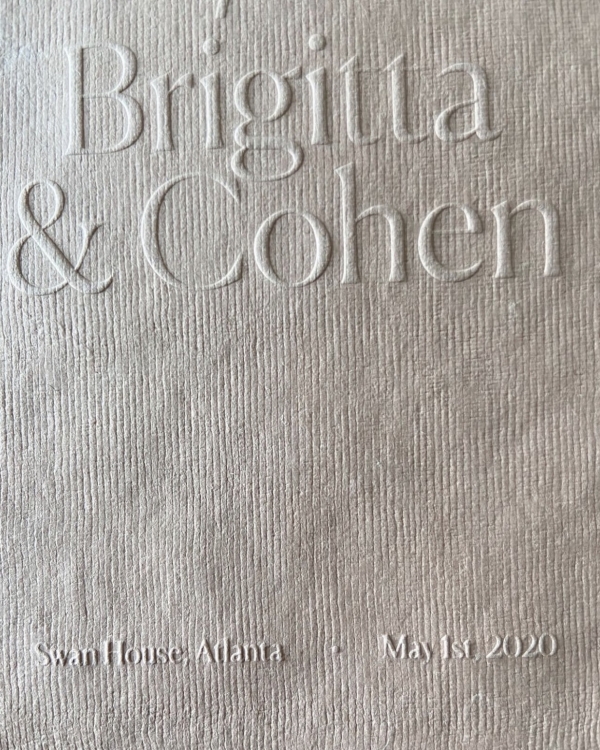 Brigitta
& Cohen
Swan House, Atlanta · May 1st, 2020